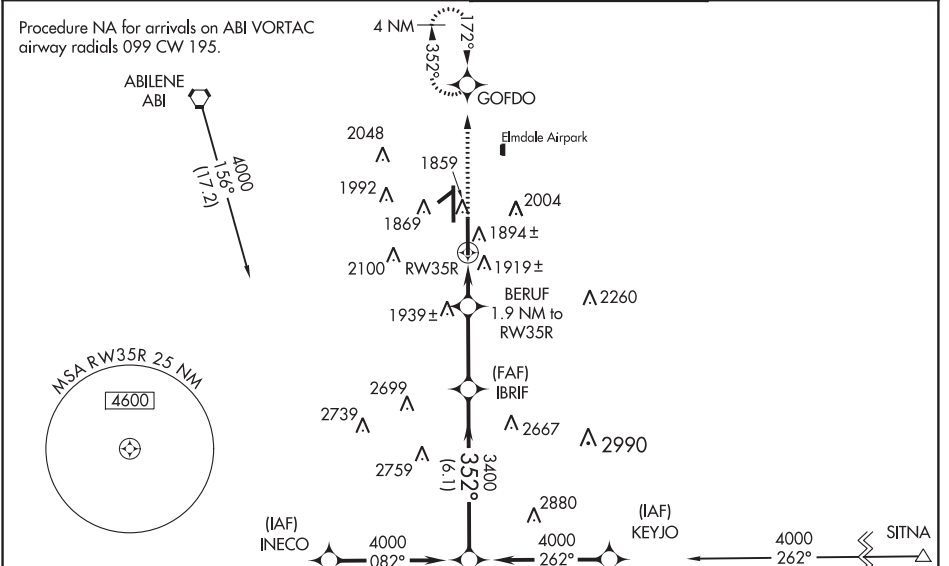 Procedure NA for arrivals on ABI VORTAC
airway radials 099 CW 195.
4 NM
172°
352°
GOFDO
ABILENE
ABI
4000
156°
(17.2)
Elmdale Airpark
2048
1859
1992
1869
2004
1894±
2100
RW35R
1919±
BERUF
1.9 NM to
RW35R
2260
1939±
MSA RW35R 25 NM
4600
(FAF)
IBRIF
2699
2739
2667
2990
2759
3400
352°
(6.1)
2880
(IAF)
INECO
4000
082°
4000
262°
(IAF)
KEYJO
4000
262°
SITNA